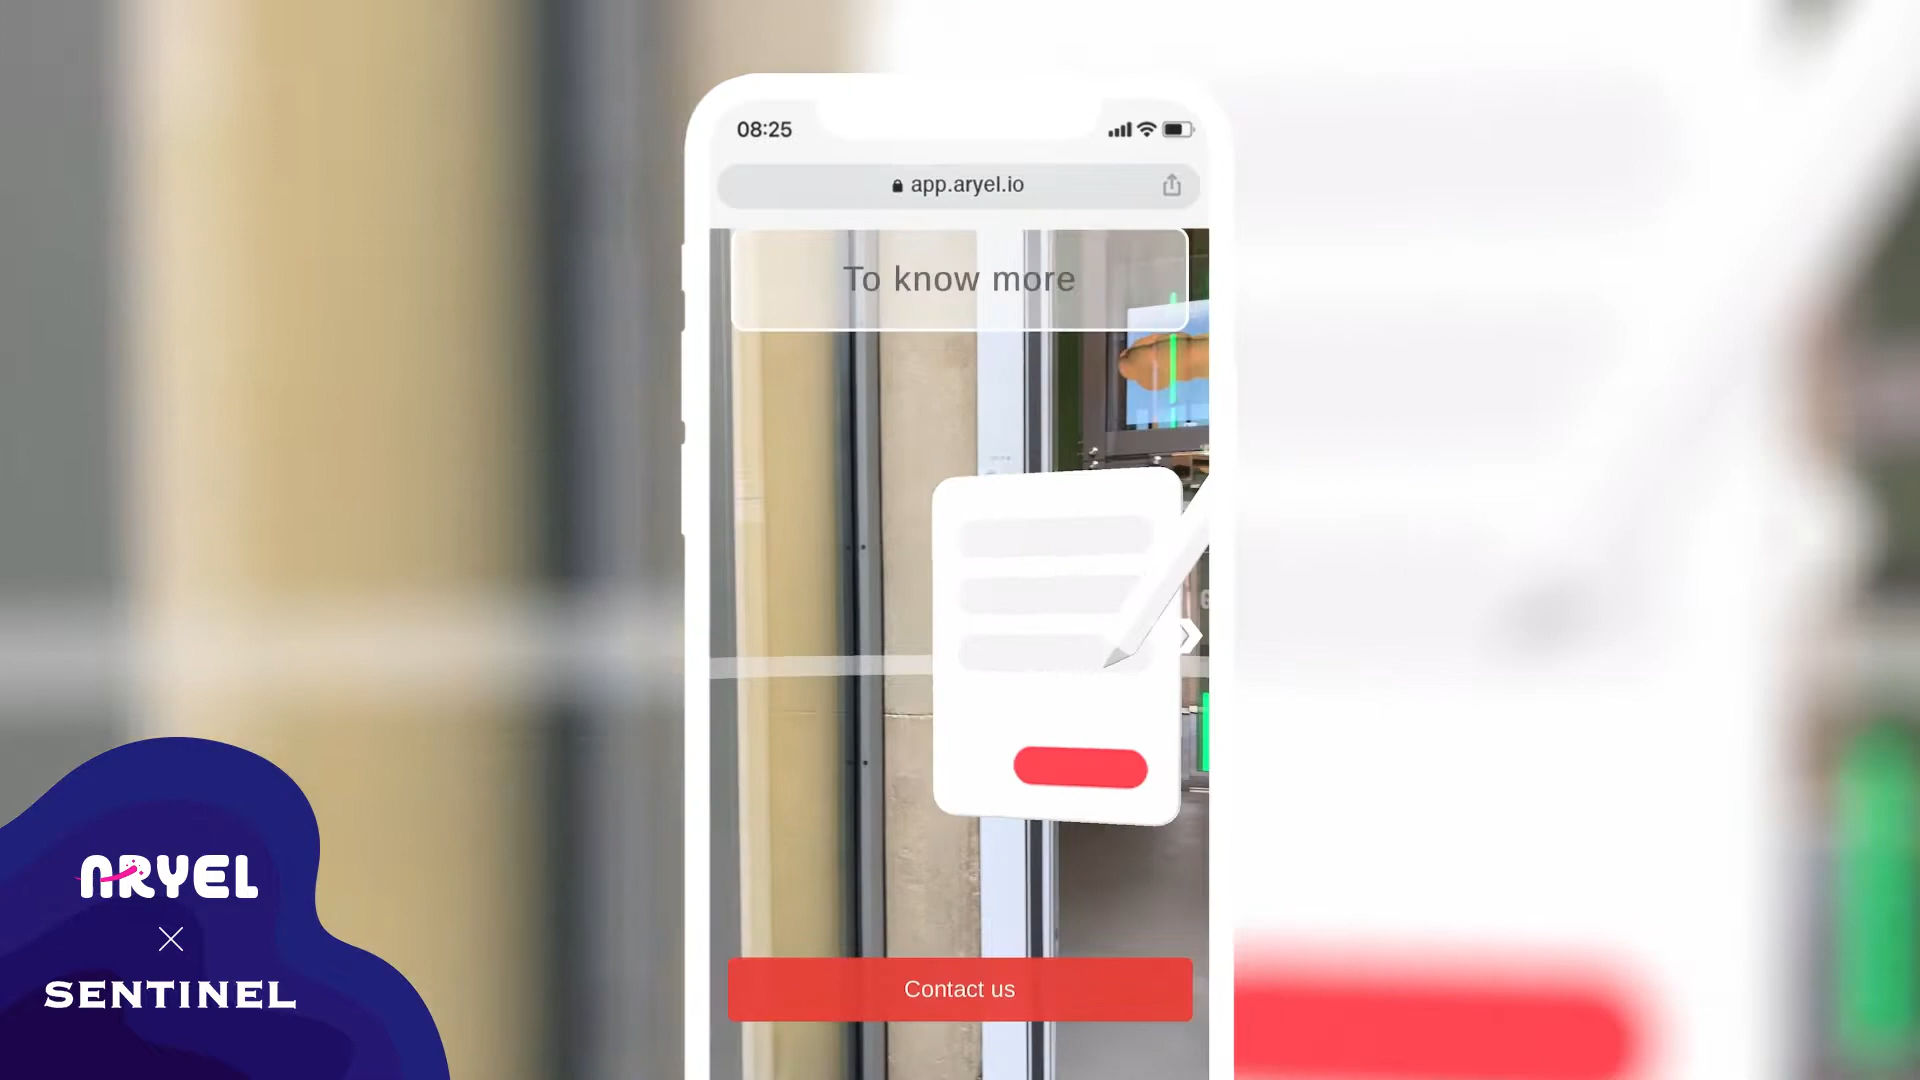 08:25
app.aryel.io
To know more
Contact us
ARYEL
×
SENTINEL